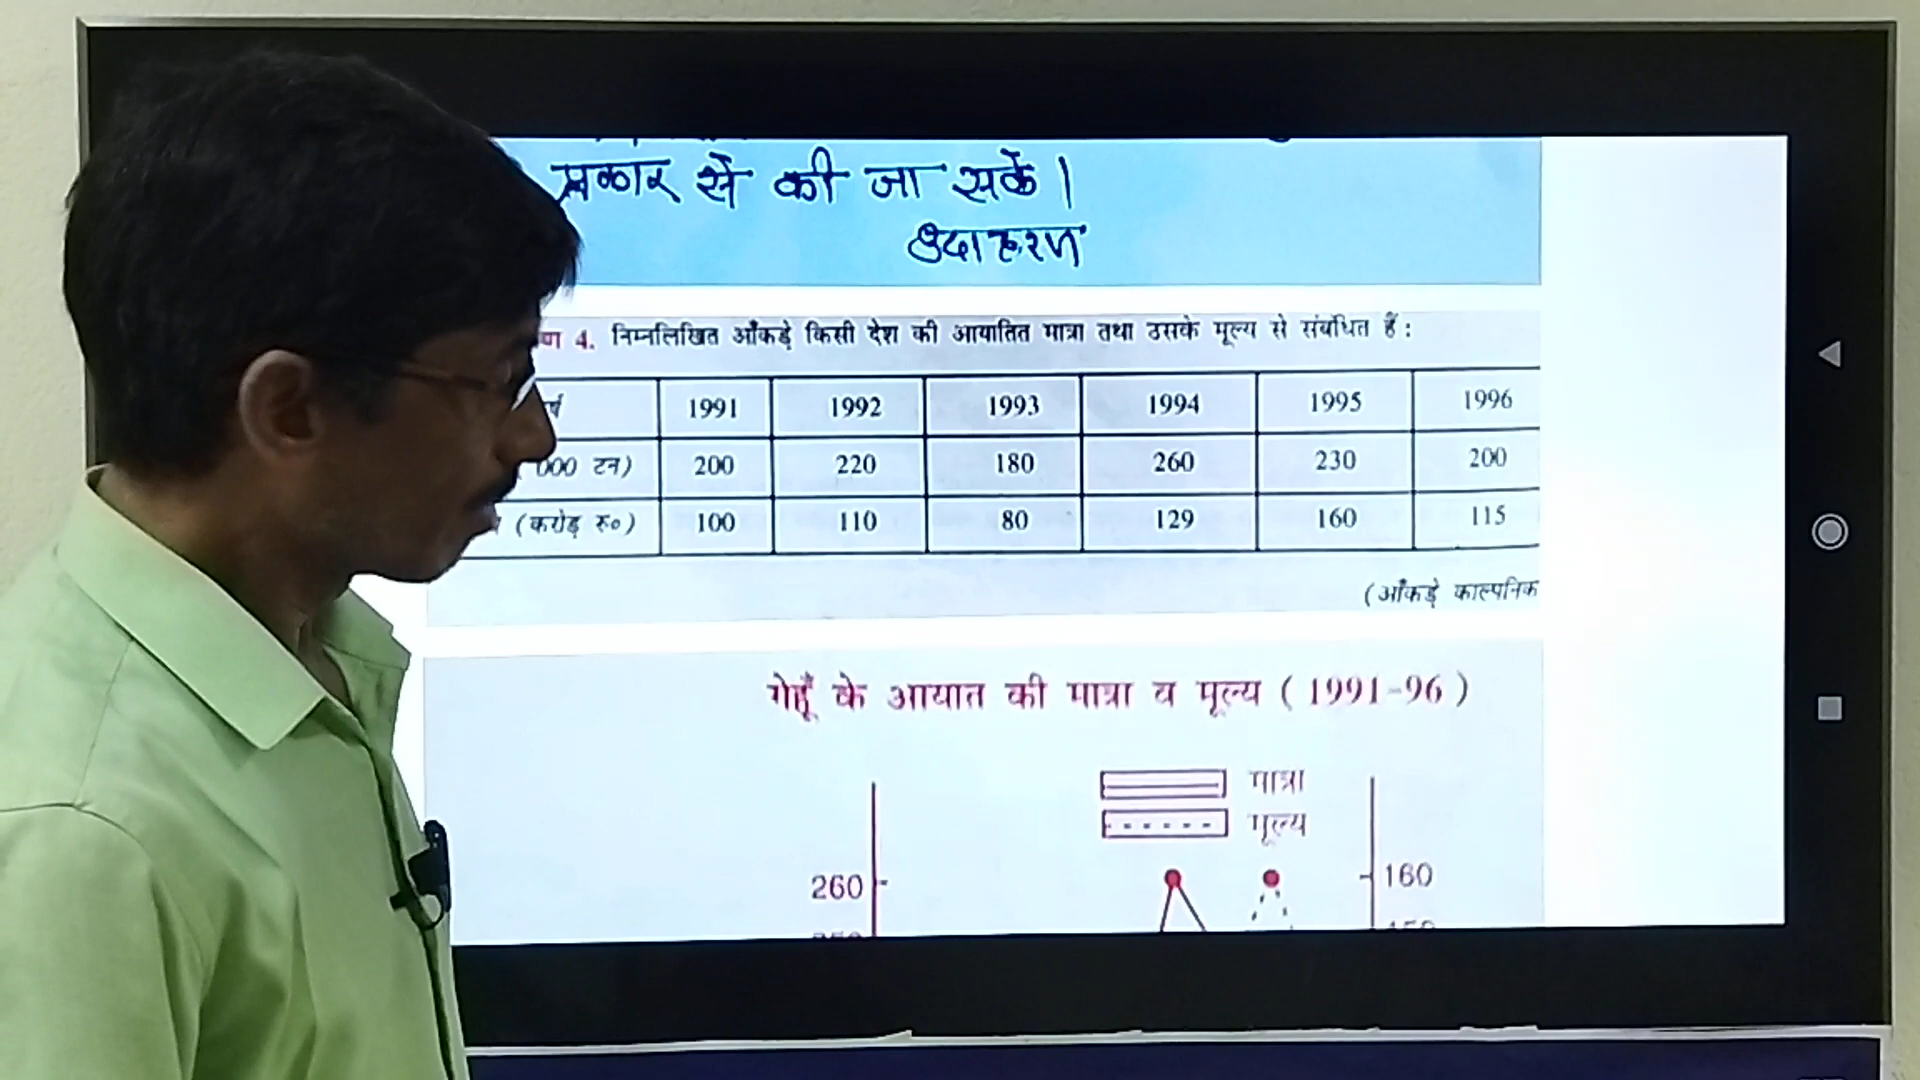 प्रकार से की जा सकें।
उदाहरण
ण 4. निम्नलिखित आँकड़े किसी देश की आयातित मात्रा तथा उसके मूल्य से संबंधित हैं :
र्ष 1991 1992 1993 1994 1995 1996
000 टन) 200 220 180 260 230 200
(करोड़ रु०) 100 110 80 129 160 115
(आँकड़े काल्पनिक
गेहूँ के आयात की मात्रा व मूल्य ( 1991-96 )
मात्रा
मूल्य
260 160